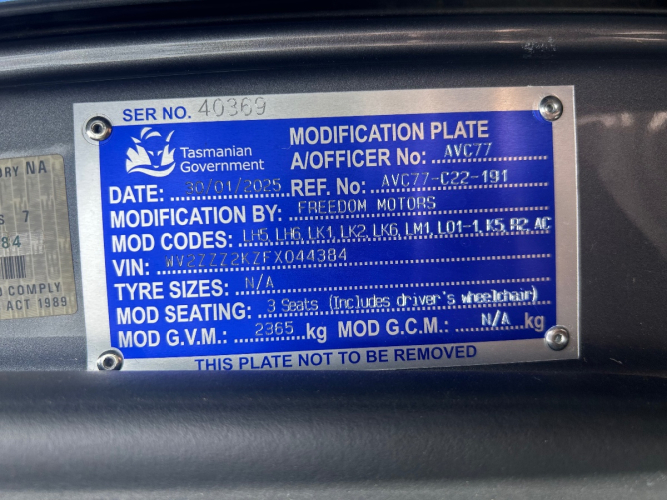 SER NO. 40369
Tasmanian
Government
MODIFICATION PLATE
A/OFFICER No: AVC77
DATE: 30/01/2025 REF. No: AVC77-C22-191
MODIFICATION BY: FREEDOM MOTORS
MOD CODES: LH5, LH6, LK1, LK2, LK6, LM1, LO1-1, K5, R2, AC
VIN: WV2ZZZ2KZFX044384
TYRE SIZES: N/A
MOD SEATING: 3 Seats (Includes driver's wheelchair)
MOD G.V.M: 2365 kg MOD G.C.M: N/A kg
THIS PLATE NOT TO BE REMOVED
ORY NA
S 7
84
O COMPLY
ACT 1989